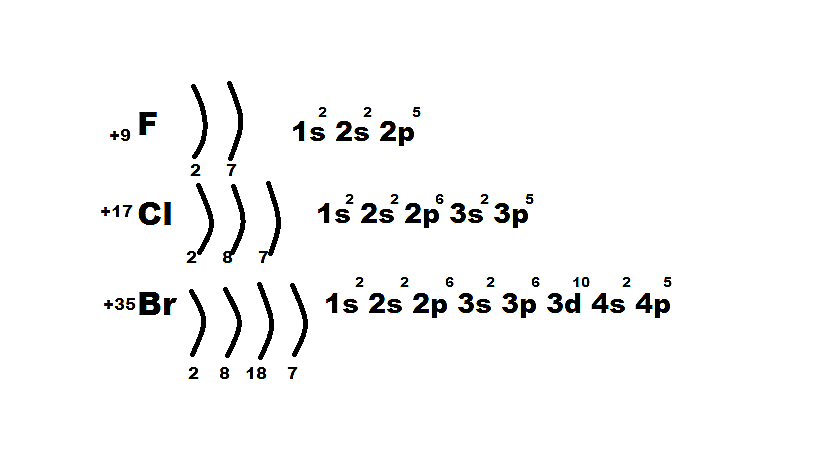 +9 F 1s² 2s² 2p⁵
2 7
+17 Cl 1s² 2s² 2p⁶ 3s² 3p⁵
2 8 7
+35 Br 1s² 2s² 2p⁶ 3s² 3p⁶ 3d¹⁰ 4s² 4p⁵
2 8 18 7